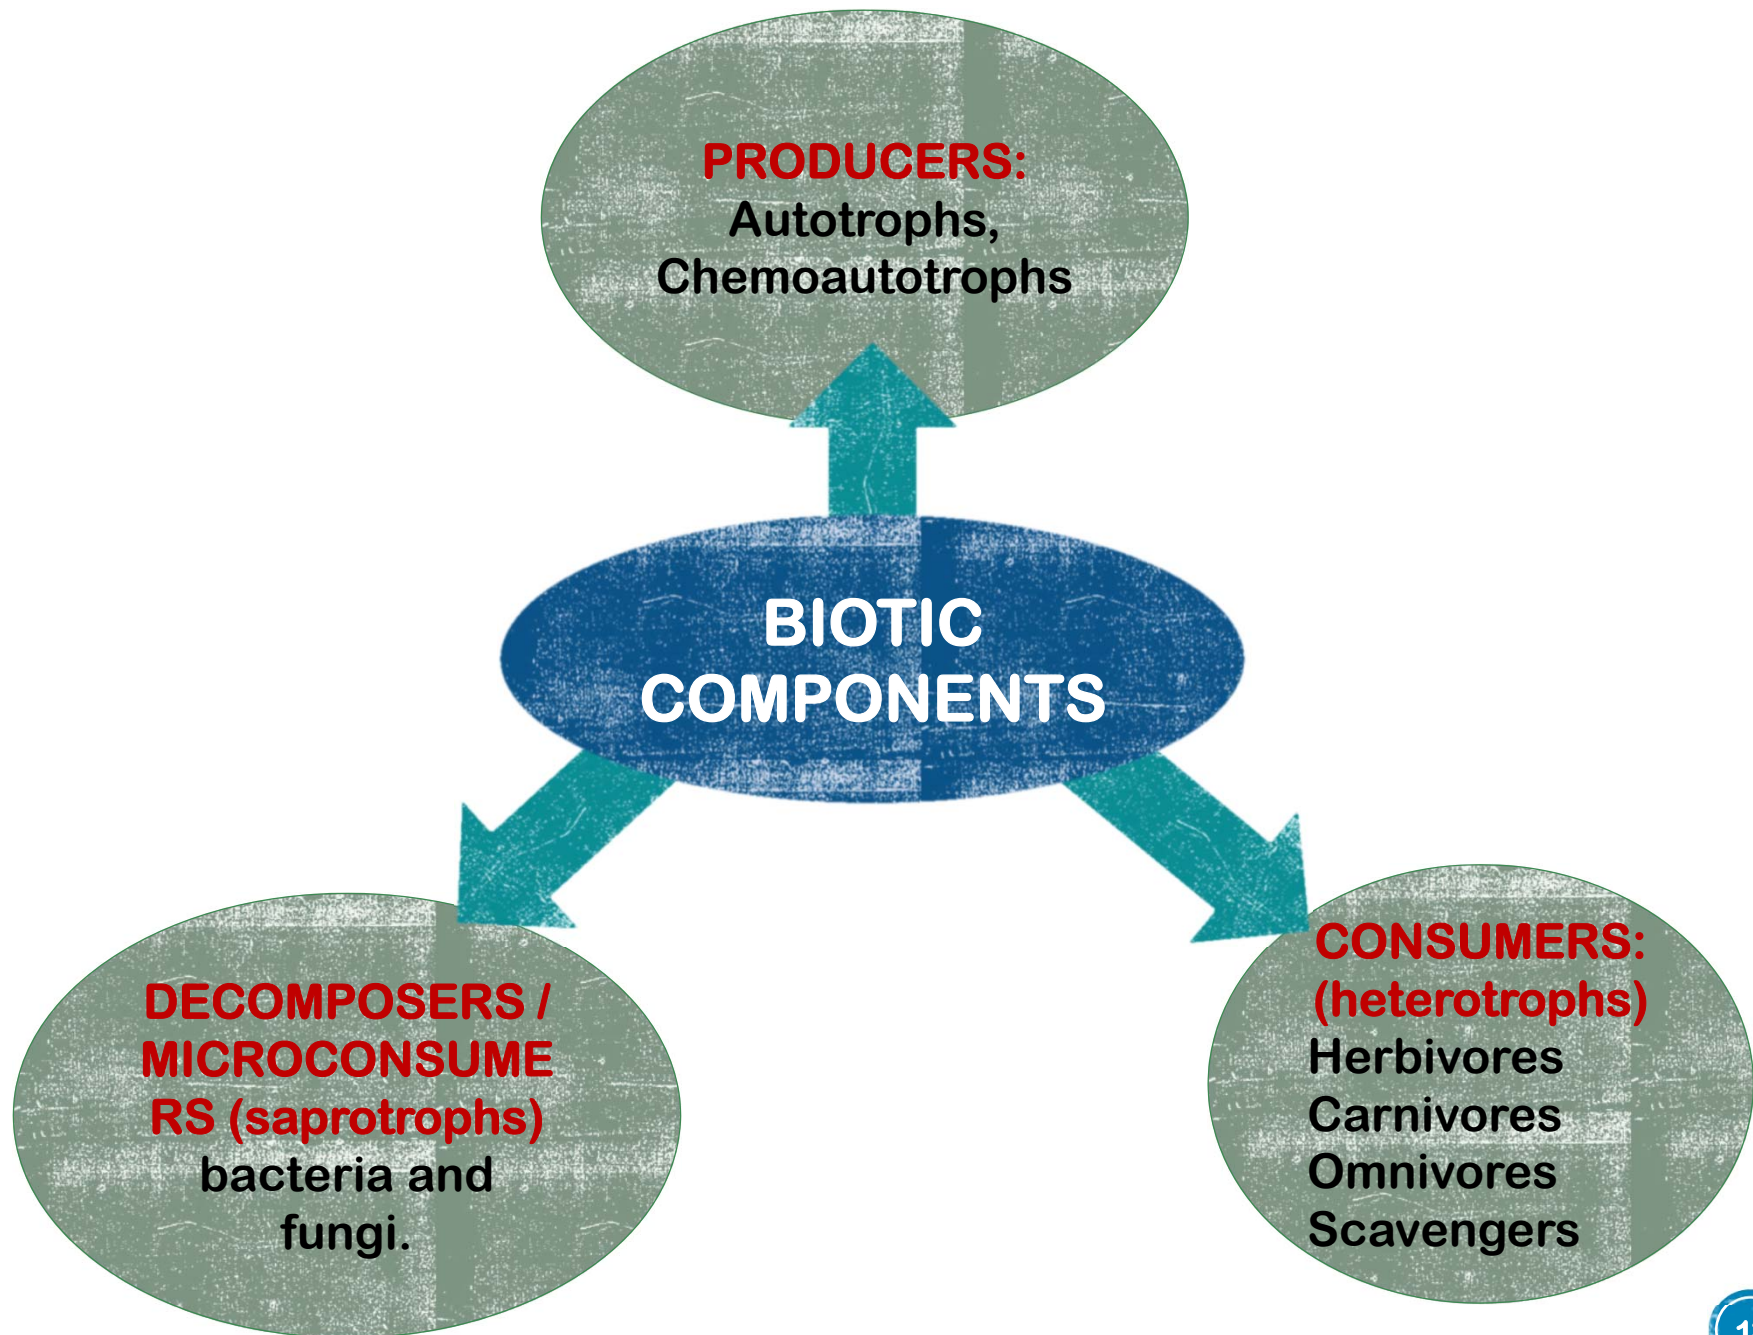 PRODUCERS:
Autotrophs,
Chemoautotrophs
BIOTIC
COMPONENTS
DECOMPOSERS /
MICROCONSUME
RS (saprotrophs)
bacteria and
fungi.
CONSUMERS:
(heterotrophs)
Herbivores
Carnivores
Omnivores
Scavengers